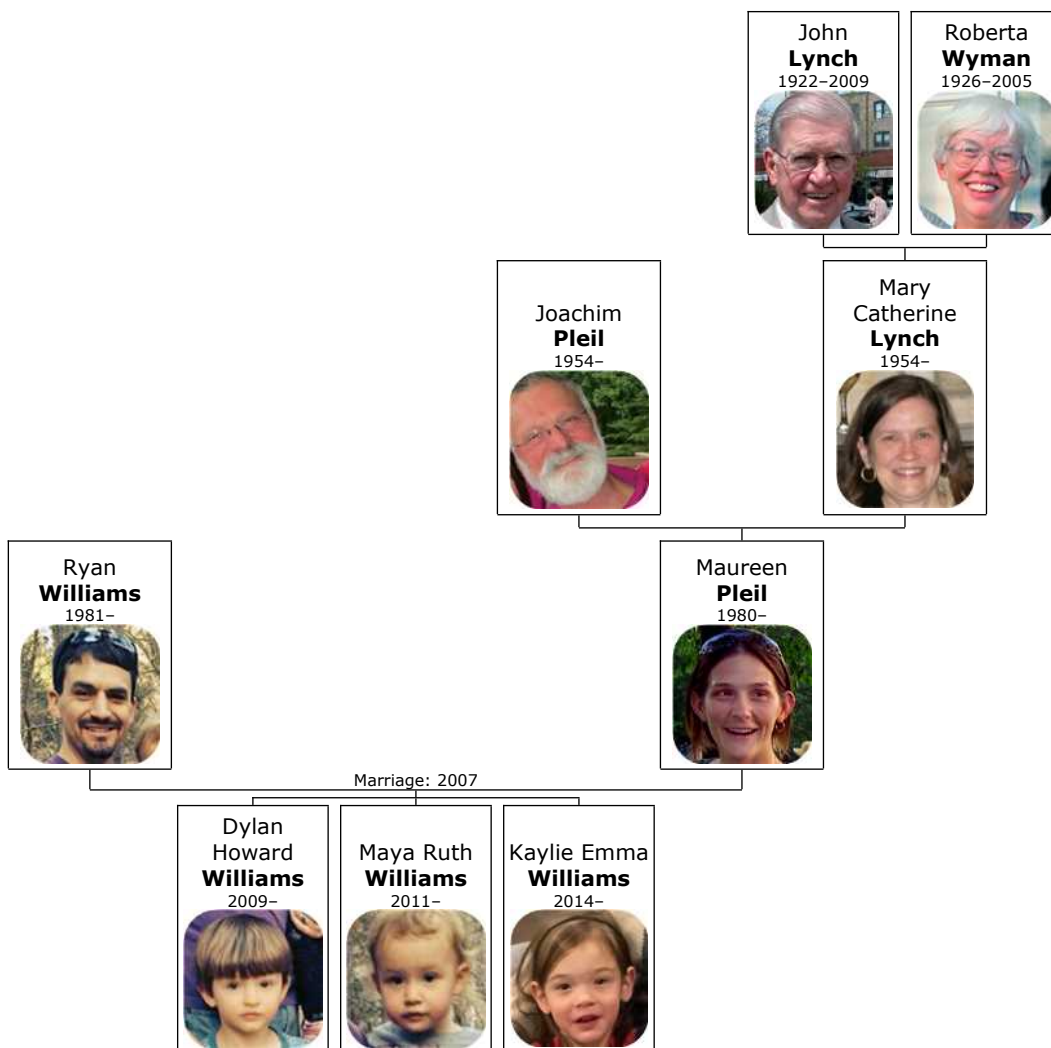 John
Lynch
1922–2009
Roberta
Wyman
1926–2005
Joachim
Pleil
1954–
Mary
Catherine
Lynch
1954–
Ryan
Williams
1981–
Maureen
Pleil
1980–
Marriage: 2007
Dylan
Howard
Williams
2009–
Maya Ruth
Williams
2011–
Kaylie Emma
Williams
2014–